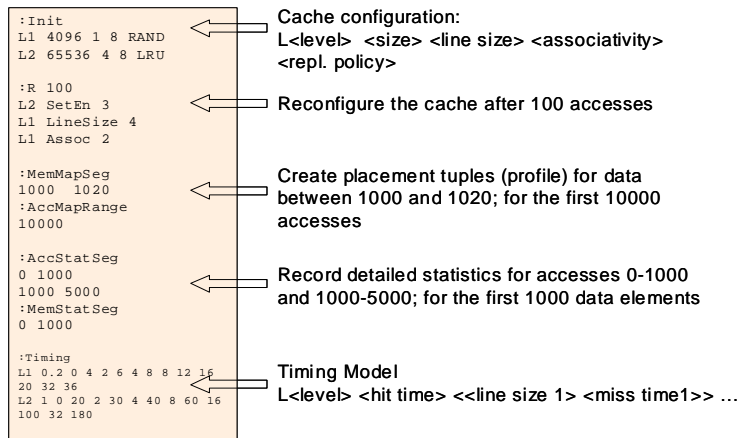 :Init
L1 4096 1 8 RAND
L2 65536 4 8 LRU
Cache configuration:
L<level> <size> <line size> <associativity>
<repl. policy>
:R 100
L2 SetEn 3
L1 LineSize 4
L1 Assoc 2
Reconfigure the cache after 100 accesses
:MemMapSeg
1000 1020
:AccMapRange
10000
Create placement tuples (profile) for data
between 1000 and 1020; for the first 10000
accesses
:AccStatSeg
0 1000
1000 5000
:MemStatSeg
0 1000
Record detailed statistics for accesses 0-1000
and 1000-5000; for the first 1000 data elements
:Timing
L1 0.2 0 4 2 6 4 8 8 12 16
20 32 36
L2 1 0 20 2 30 4 40 8 60 16
100 32 180
Timing Model
L<level> <hit time> <<line size 1> <miss time1>> ...